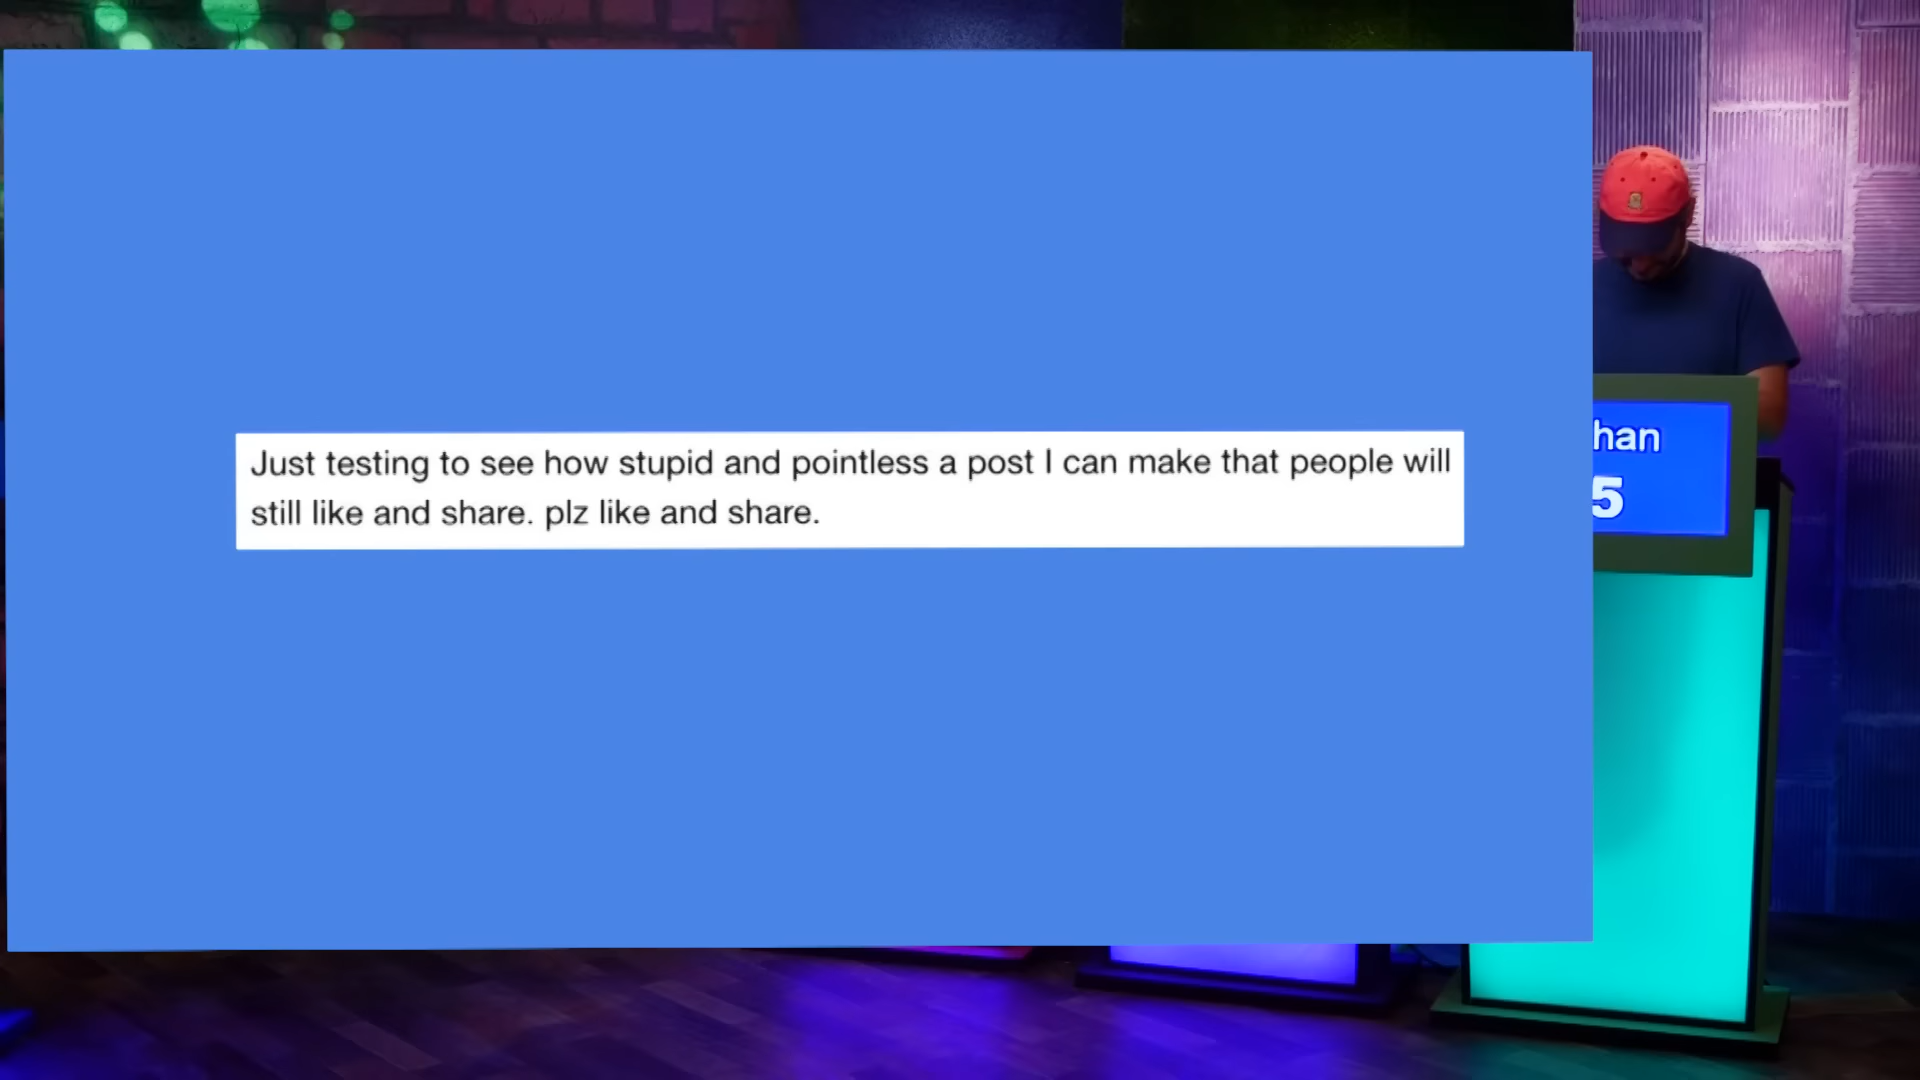 Just testing to see how stupid and pointless a post I can make that people will
still like and share. plz like and share.
han
5